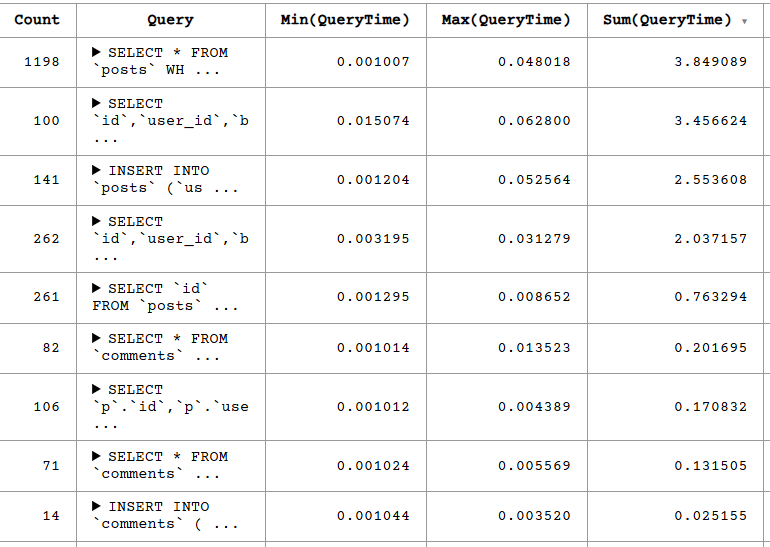 Count Query Min(QueryTime) Max(QueryTime) Sum(QueryTime) ▾
1198 ▶ SELECT * FROM `posts` WH ... 0.001007 0.048018 3.849089
100 ▶ SELECT `id`,`user_id`,`b ... 0.015074 0.062800 3.456624
141 ▶ INSERT INTO `posts` (`us ... 0.001204 0.052564 2.553608
262 ▶ SELECT `id`,`user_id`,`b ... 0.003195 0.031279 2.037157
261 ▶ SELECT `id` FROM `posts` ... 0.001295 0.008652 0.763294
82 ▶ SELECT * FROM `comments` ... 0.001014 0.013523 0.201695
106 ▶ SELECT `p`.`id`,`p`.`use ... 0.001012 0.004389 0.170832
71 ▶ SELECT * FROM `comments` ... 0.001024 0.005569 0.131505
14 ▶ INSERT INTO `comments` ( ... 0.001044 0.003520 0.025155